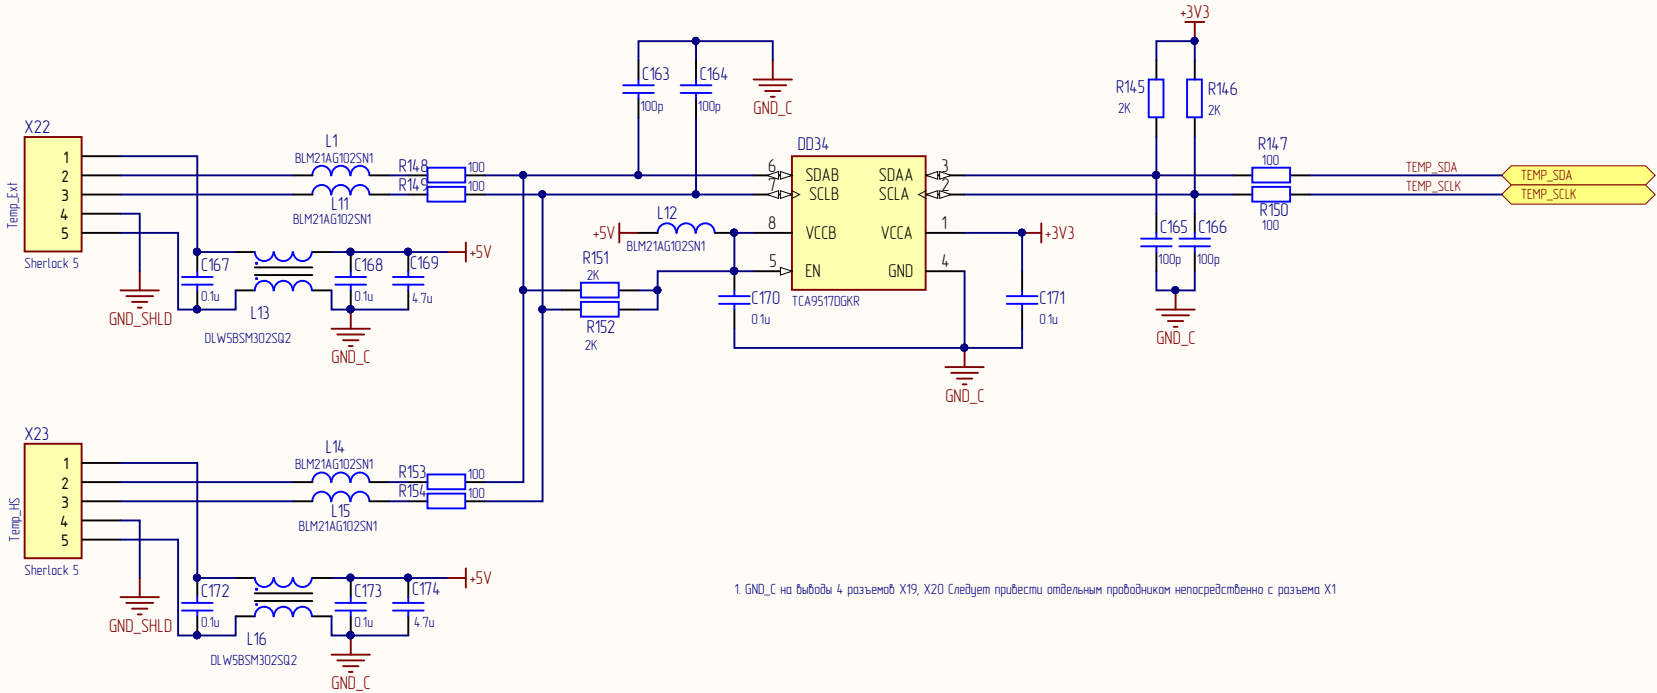 +3V3
C163
100p
C164
100p
GND_C
R145
2K
R146
2K
X22
Temp_Ext
1
2
3
4
5
Sherlock 5
L1
BLM21AG102SN1
L11
BLM21AG102SN1
R148
100
R149
100
DD34
6
SDAB
7
SCLB
8
VCCB
5
EN
SDAA
3
SCLA
2
VCCA
1
GND
4
TCA9517DGKR
R147
100
R150
100
TEMP_SDA
TEMP_SCLK
TEMP_SDA
TEMP_SCLK
+5V
L12
BLM21AG102SN1
+3V3
C165
100p
C166
100p
GND_C
GND_SHLD
C167
0.1u
L13
DLW5BSM302SQ2
C168
0.1u
C169
4.7u
+5V
GND_C
R151
2K
R152
2K
C170
0.1u
C171
0.1u
GND_C
X23
Temp_HS
1
2
3
4
5
Sherlock 5
L14
BLM21AG102SN1
L15
BLM21AG102SN1
R153
100
R154
100
GND_SHLD
C172
0.1u
L16
DLW5BSM302SQ2
C173
0.1u
C174
4.7u
+5V
GND_C
1. GND_C на выводы 4 разъемов X19, X20 Следует привести отдельным проводником непосредственно с разъема X1